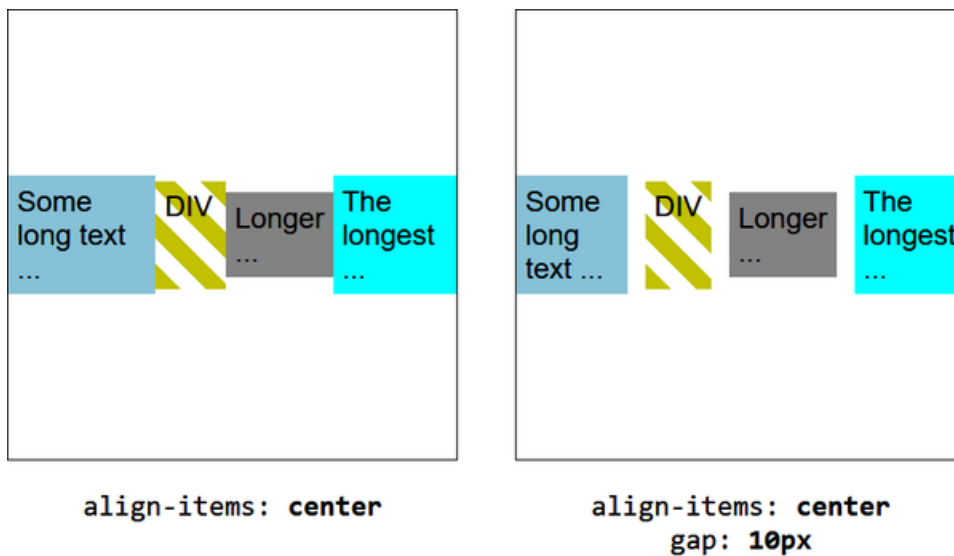 Some
long text
...
DIV
Longer
...
The
longest
...
align-items: center
Some
long
text ...
DIV
Longer
...
The
longest
...
align-items: center
gap: 10px